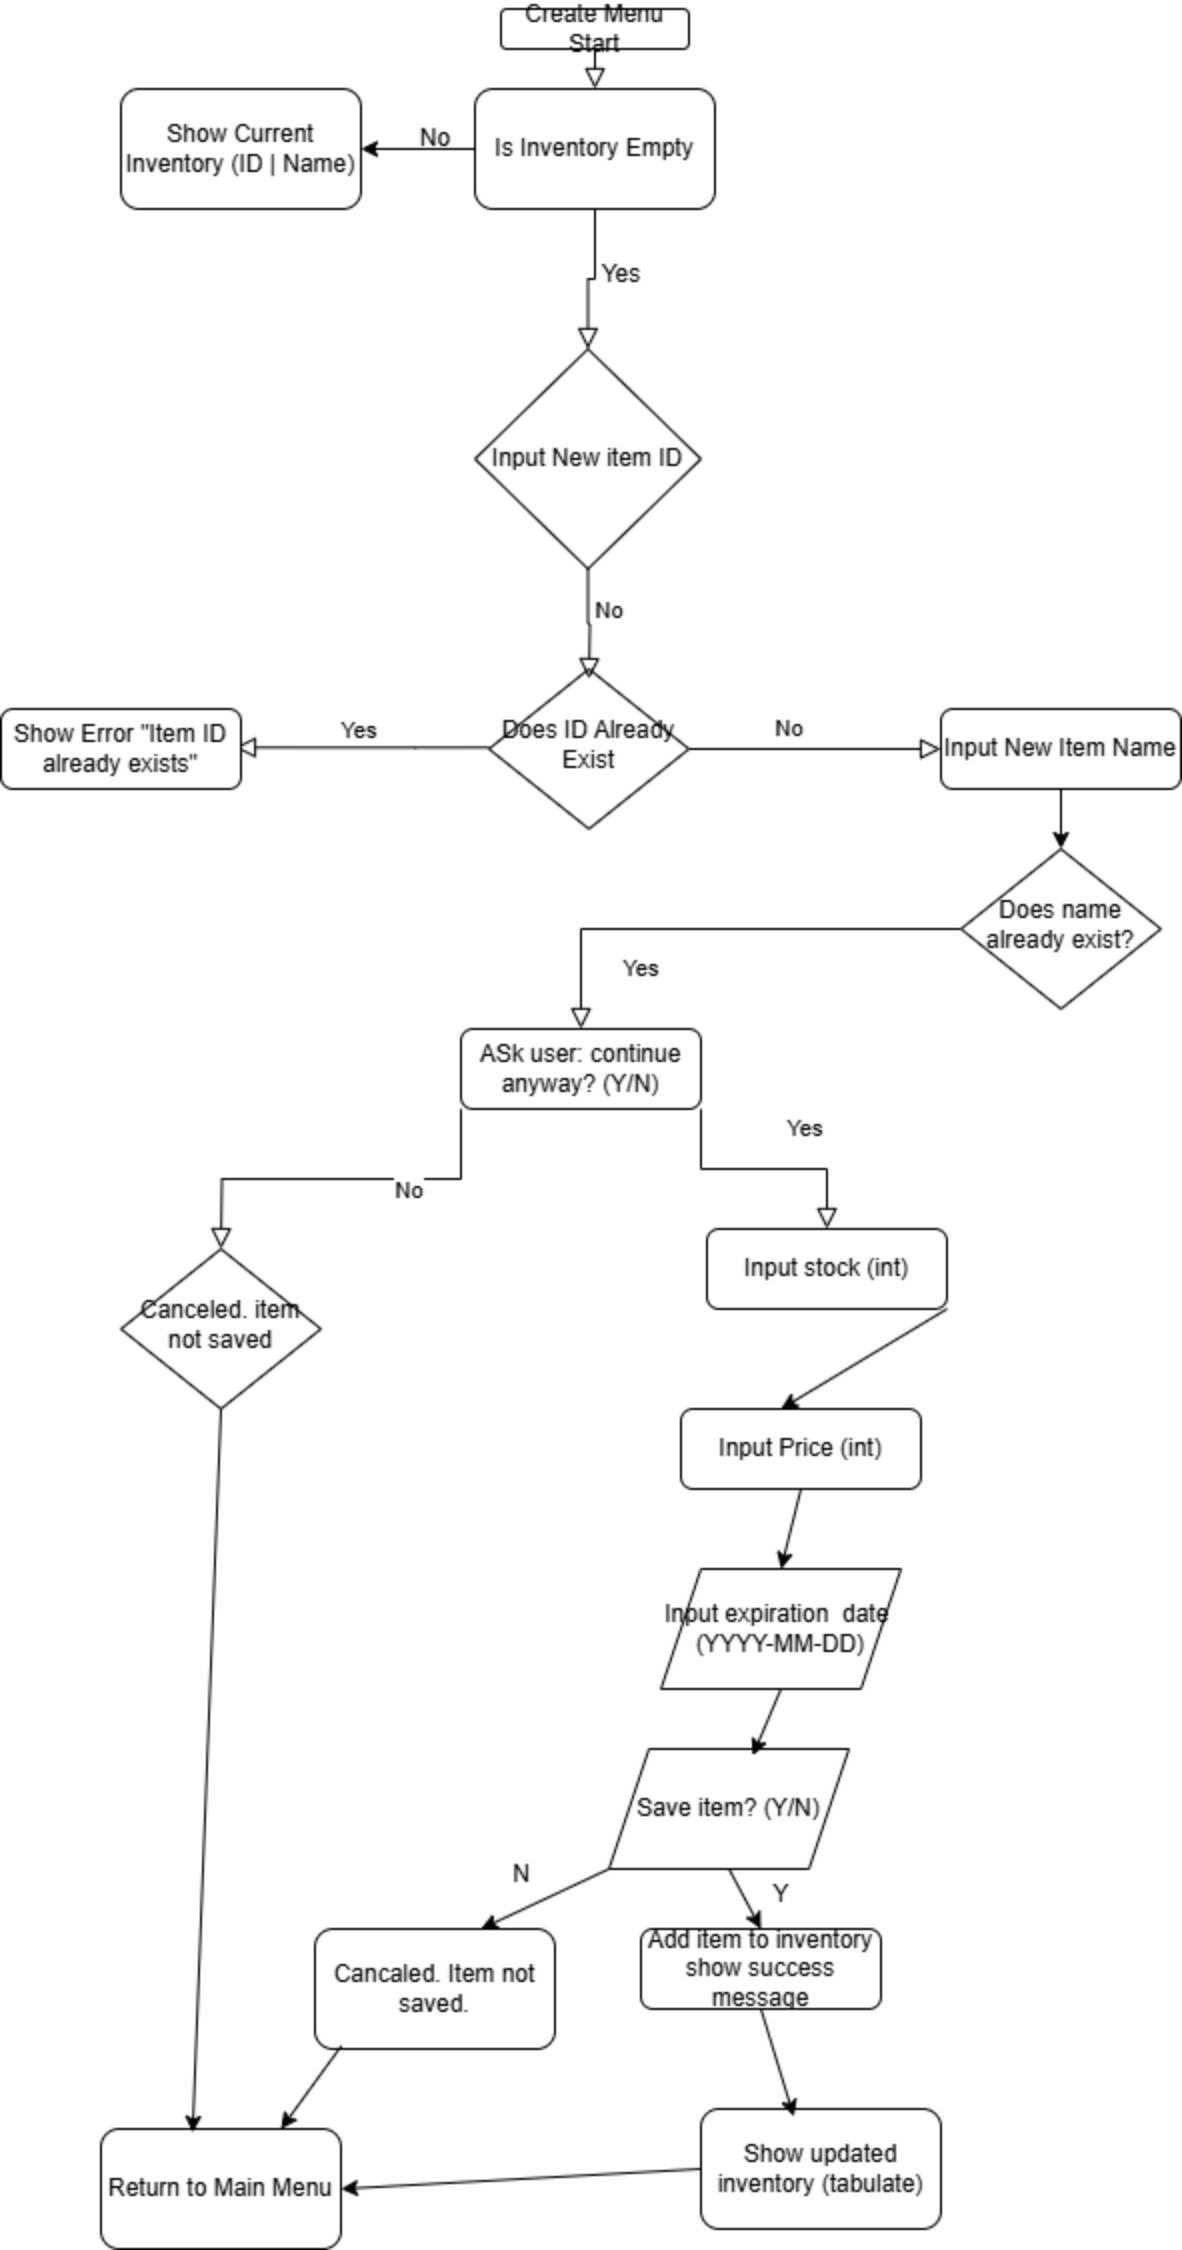 Create Menu
Start
Show Current
Inventory (ID | Name)
No
Is Inventory Empty
Yes
Input New item ID
No
Show Error "Item ID
already exists"
Yes
Does ID Already
Exist
No
Input New Item Name
Does name
already exist?
Yes
ASk user: continue
anyway? (Y/N)
Yes
No
Input stock (int)
Canceled. item
not saved
Input Price (int)
Input expiration  date
(YYYY-MM-DD)
Save item? (Y/N)
N
Y
Add item to inventory
show success
message
Cancaled. Item not
saved.
Show updated
inventory (tabulate)
Return to Main Menu